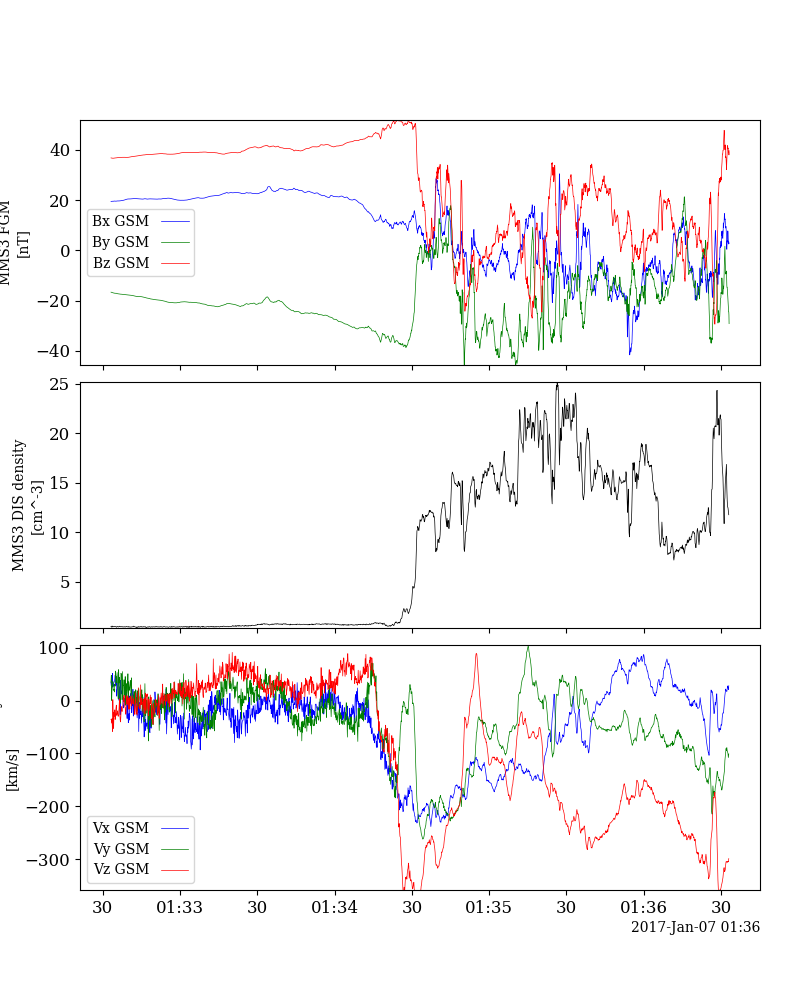 40
20
0
−20
−40
MMS3 FGM
[nT]
Bx GSM
By GSM
Bz GSM
25
20
15
10
5
MMS3 DIS density
[cm^-3]
100
0
−100
−200
−300
[km/s]
Vx GSM
Vy GSM
Vz GSM
30 01:33 30 01:34 30 01:35 30 01:36 30
2017-Jan-07 01:36